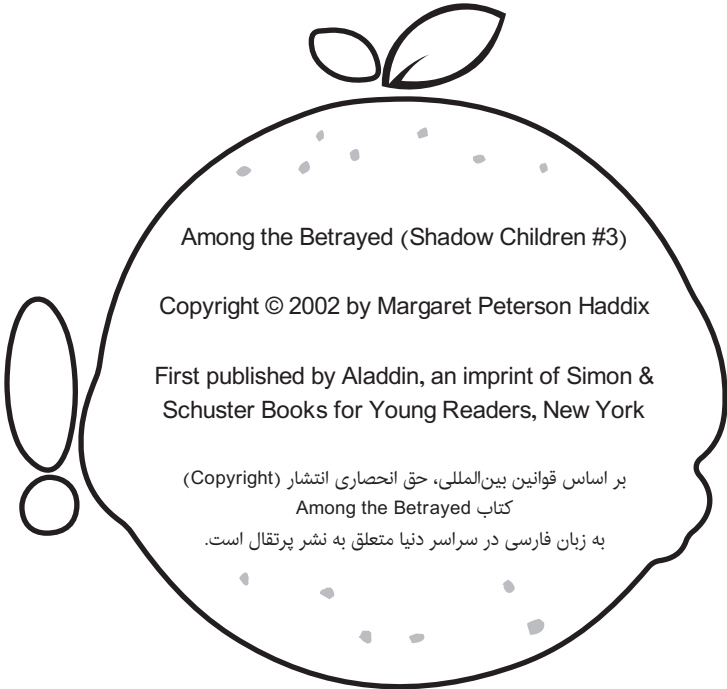 Among the Betrayed (Shadow Children #3)
Copyright © 2002 by Margaret Peterson Haddix
First published by Aladdin, an imprint of Simon &
Schuster Books for Young Readers, New York
بر اساس قوانین بین‌المللی، حق انحصاری انتشار (Copyright)
کتاب Among the Betrayed
به زبان فارسی در سراسر دنیا متعلق به نشر پرتقال است.